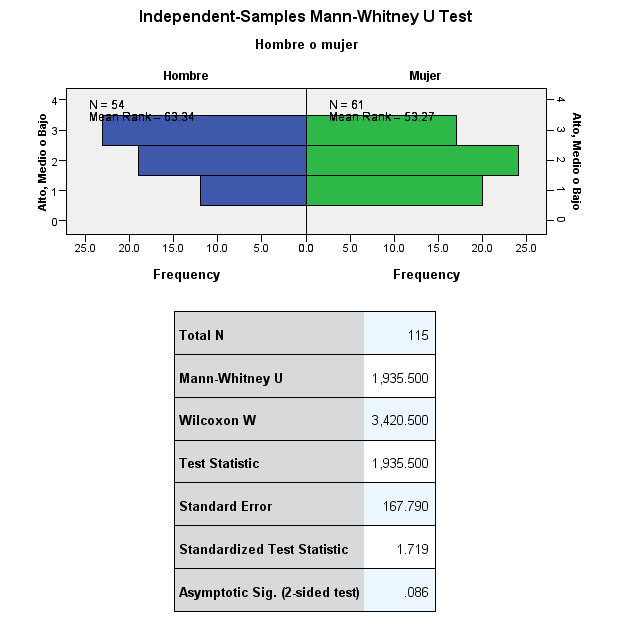 Independent-Samples Mann-Whitney U Test
Hombre o mujer
Hombre Mujer
N = 54 N = 61
Mean Rank = 63.34 Mean Rank = 53.27
Alto, Medio o Bajo
4
3
2
1
0
4
3
2
1
0
Alto, Medio o Bajo
25.0 20.0 15.0 10.0 5.0 0.0 5.0 10.0 15.0 20.0 25.0
Frequency Frequency
Total N 115
Mann-Whitney U 1,935.500
Wilcoxon W 3,420.500
Test Statistic 1,935.500
Standard Error 167.790
Standardized Test Statistic 1.719
Asymptotic Sig. (2-sided test) .086